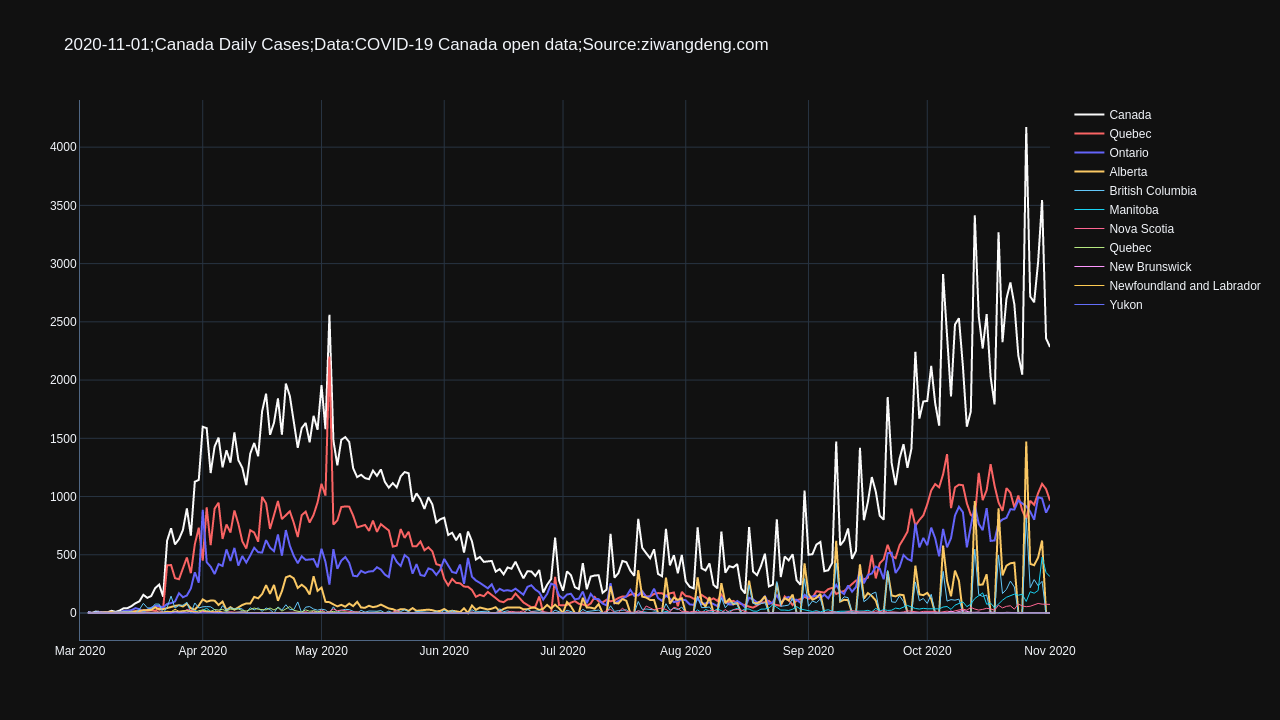 2020-11-01;Canada Daily Cases;Data:COVID-19 Canada open data;Source:ziwangdeng.com
4000
3500
3000
2500
2000
1500
1000
500
0
Mar 2020
Apr 2020
May 2020
Jun 2020
Jul 2020
Aug 2020
Sep 2020
Oct 2020
Nov 2020
Canada
Quebec
Ontario
Alberta
British Columbia
Manitoba
Nova Scotia
Quebec
New Brunswick
Newfoundland and Labrador
Yukon